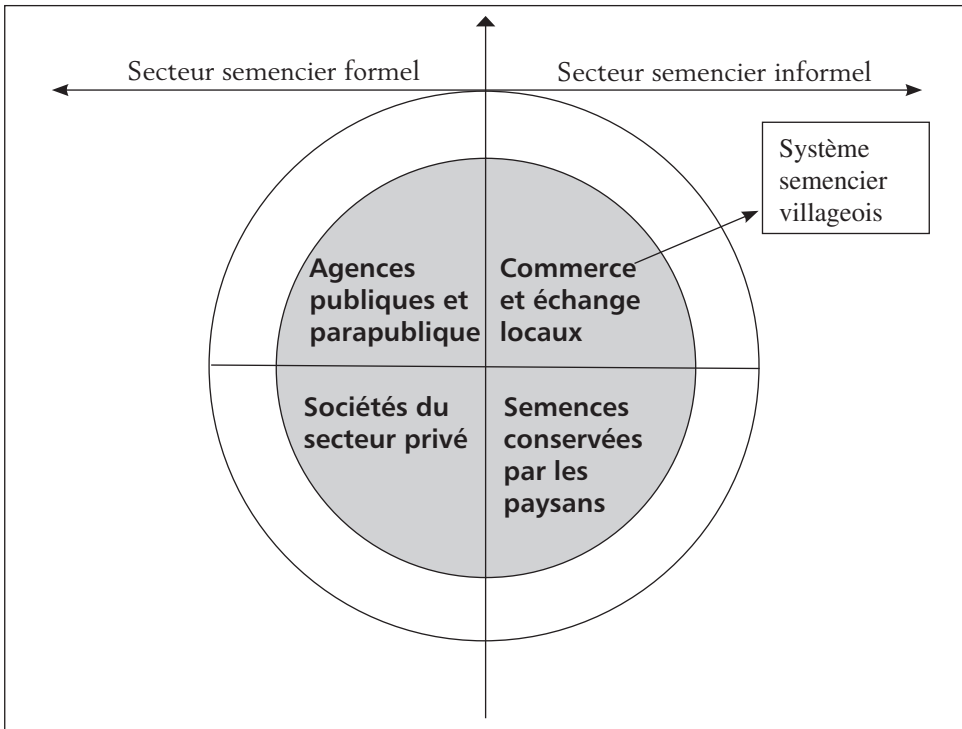 Secteur semencier formel
Secteur semencier informel
Système
semencier
villageois
Agences
publiques et
parapublique
Commerce
et échange
locaux
Sociétés du
secteur privé
Semences
conservées
par les
paysans